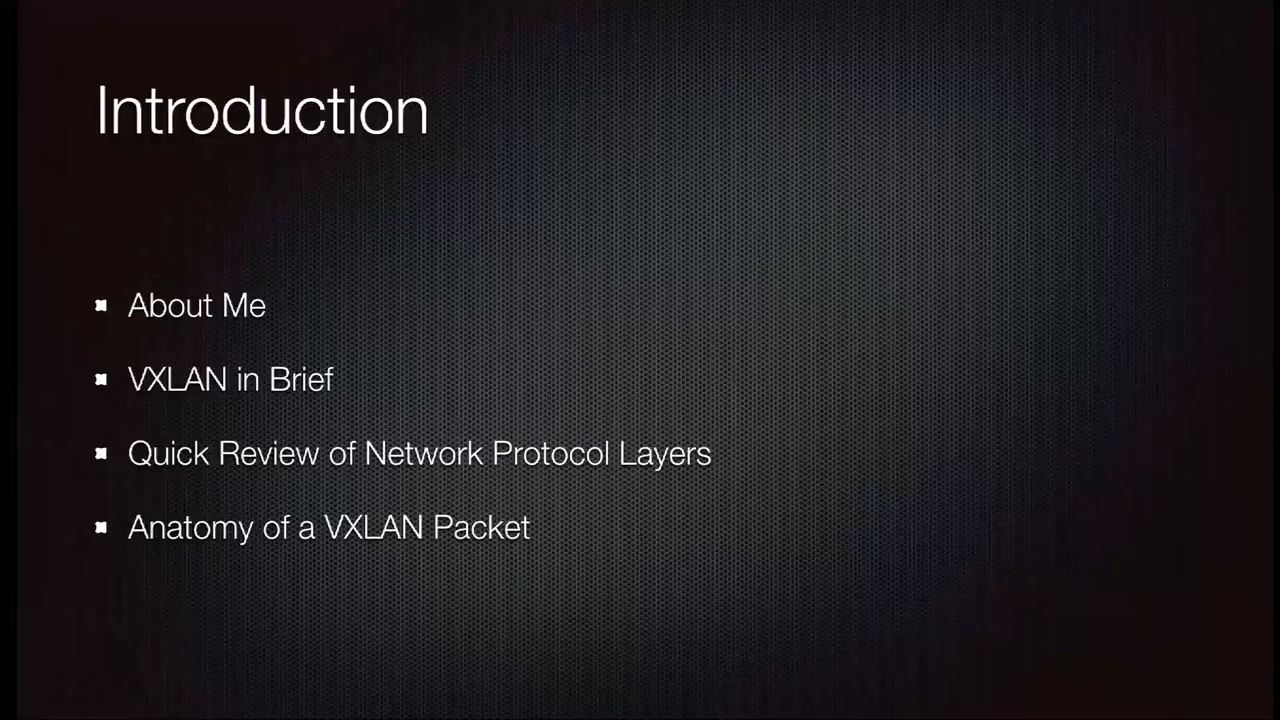 Introduction
About Me
VXLAN in Brief
Quick Review of Network Protocol Layers
Anatomy of a VXLAN Packet